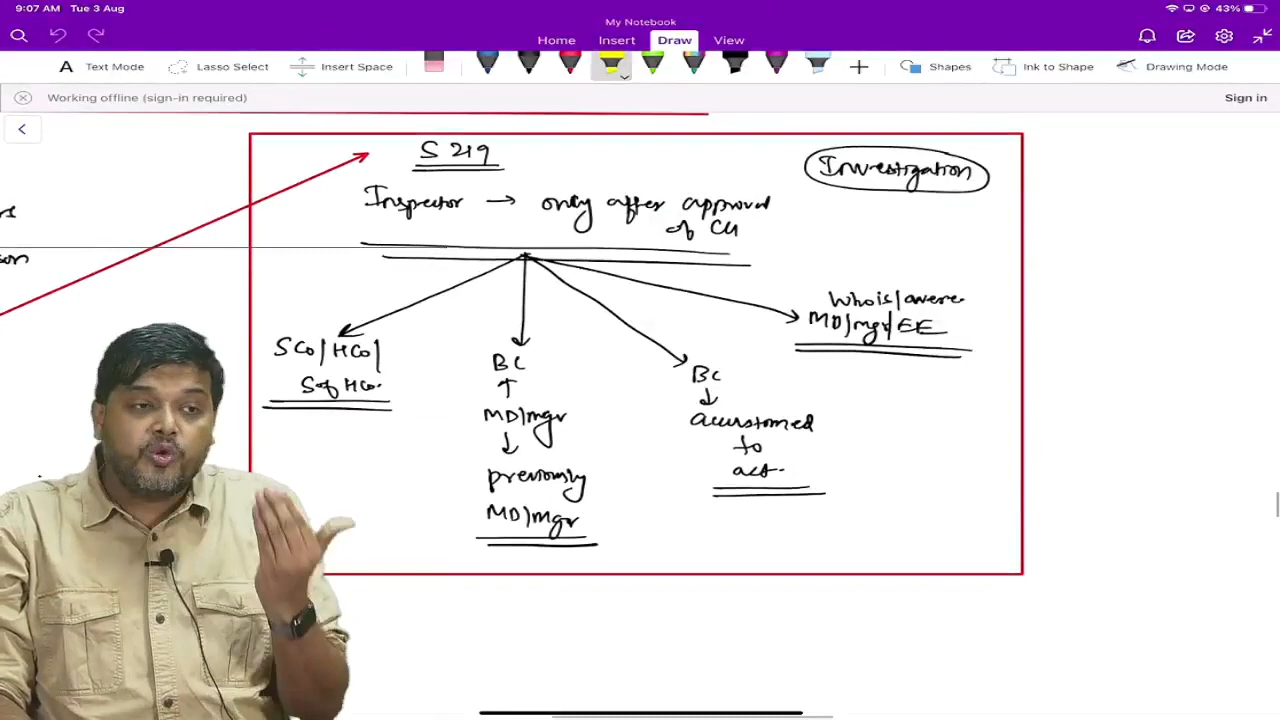 9:07 AM Tue 3 Aug
43%
My Notebook
Home Insert Draw View
A Text Mode Lasso Select Insert Space Shapes Ink to Shape Drawing Mode
Working offline (sign-in required) Sign in
S 219
Investigation
Inspector → only after approval
of CG
SCo/HCo/
S of HCo.
BC
↑
MD/mgr
↓
previously
MD/mgr
BC
↓
accustomed
to
act.
Who is/were
MD/mgr/EE